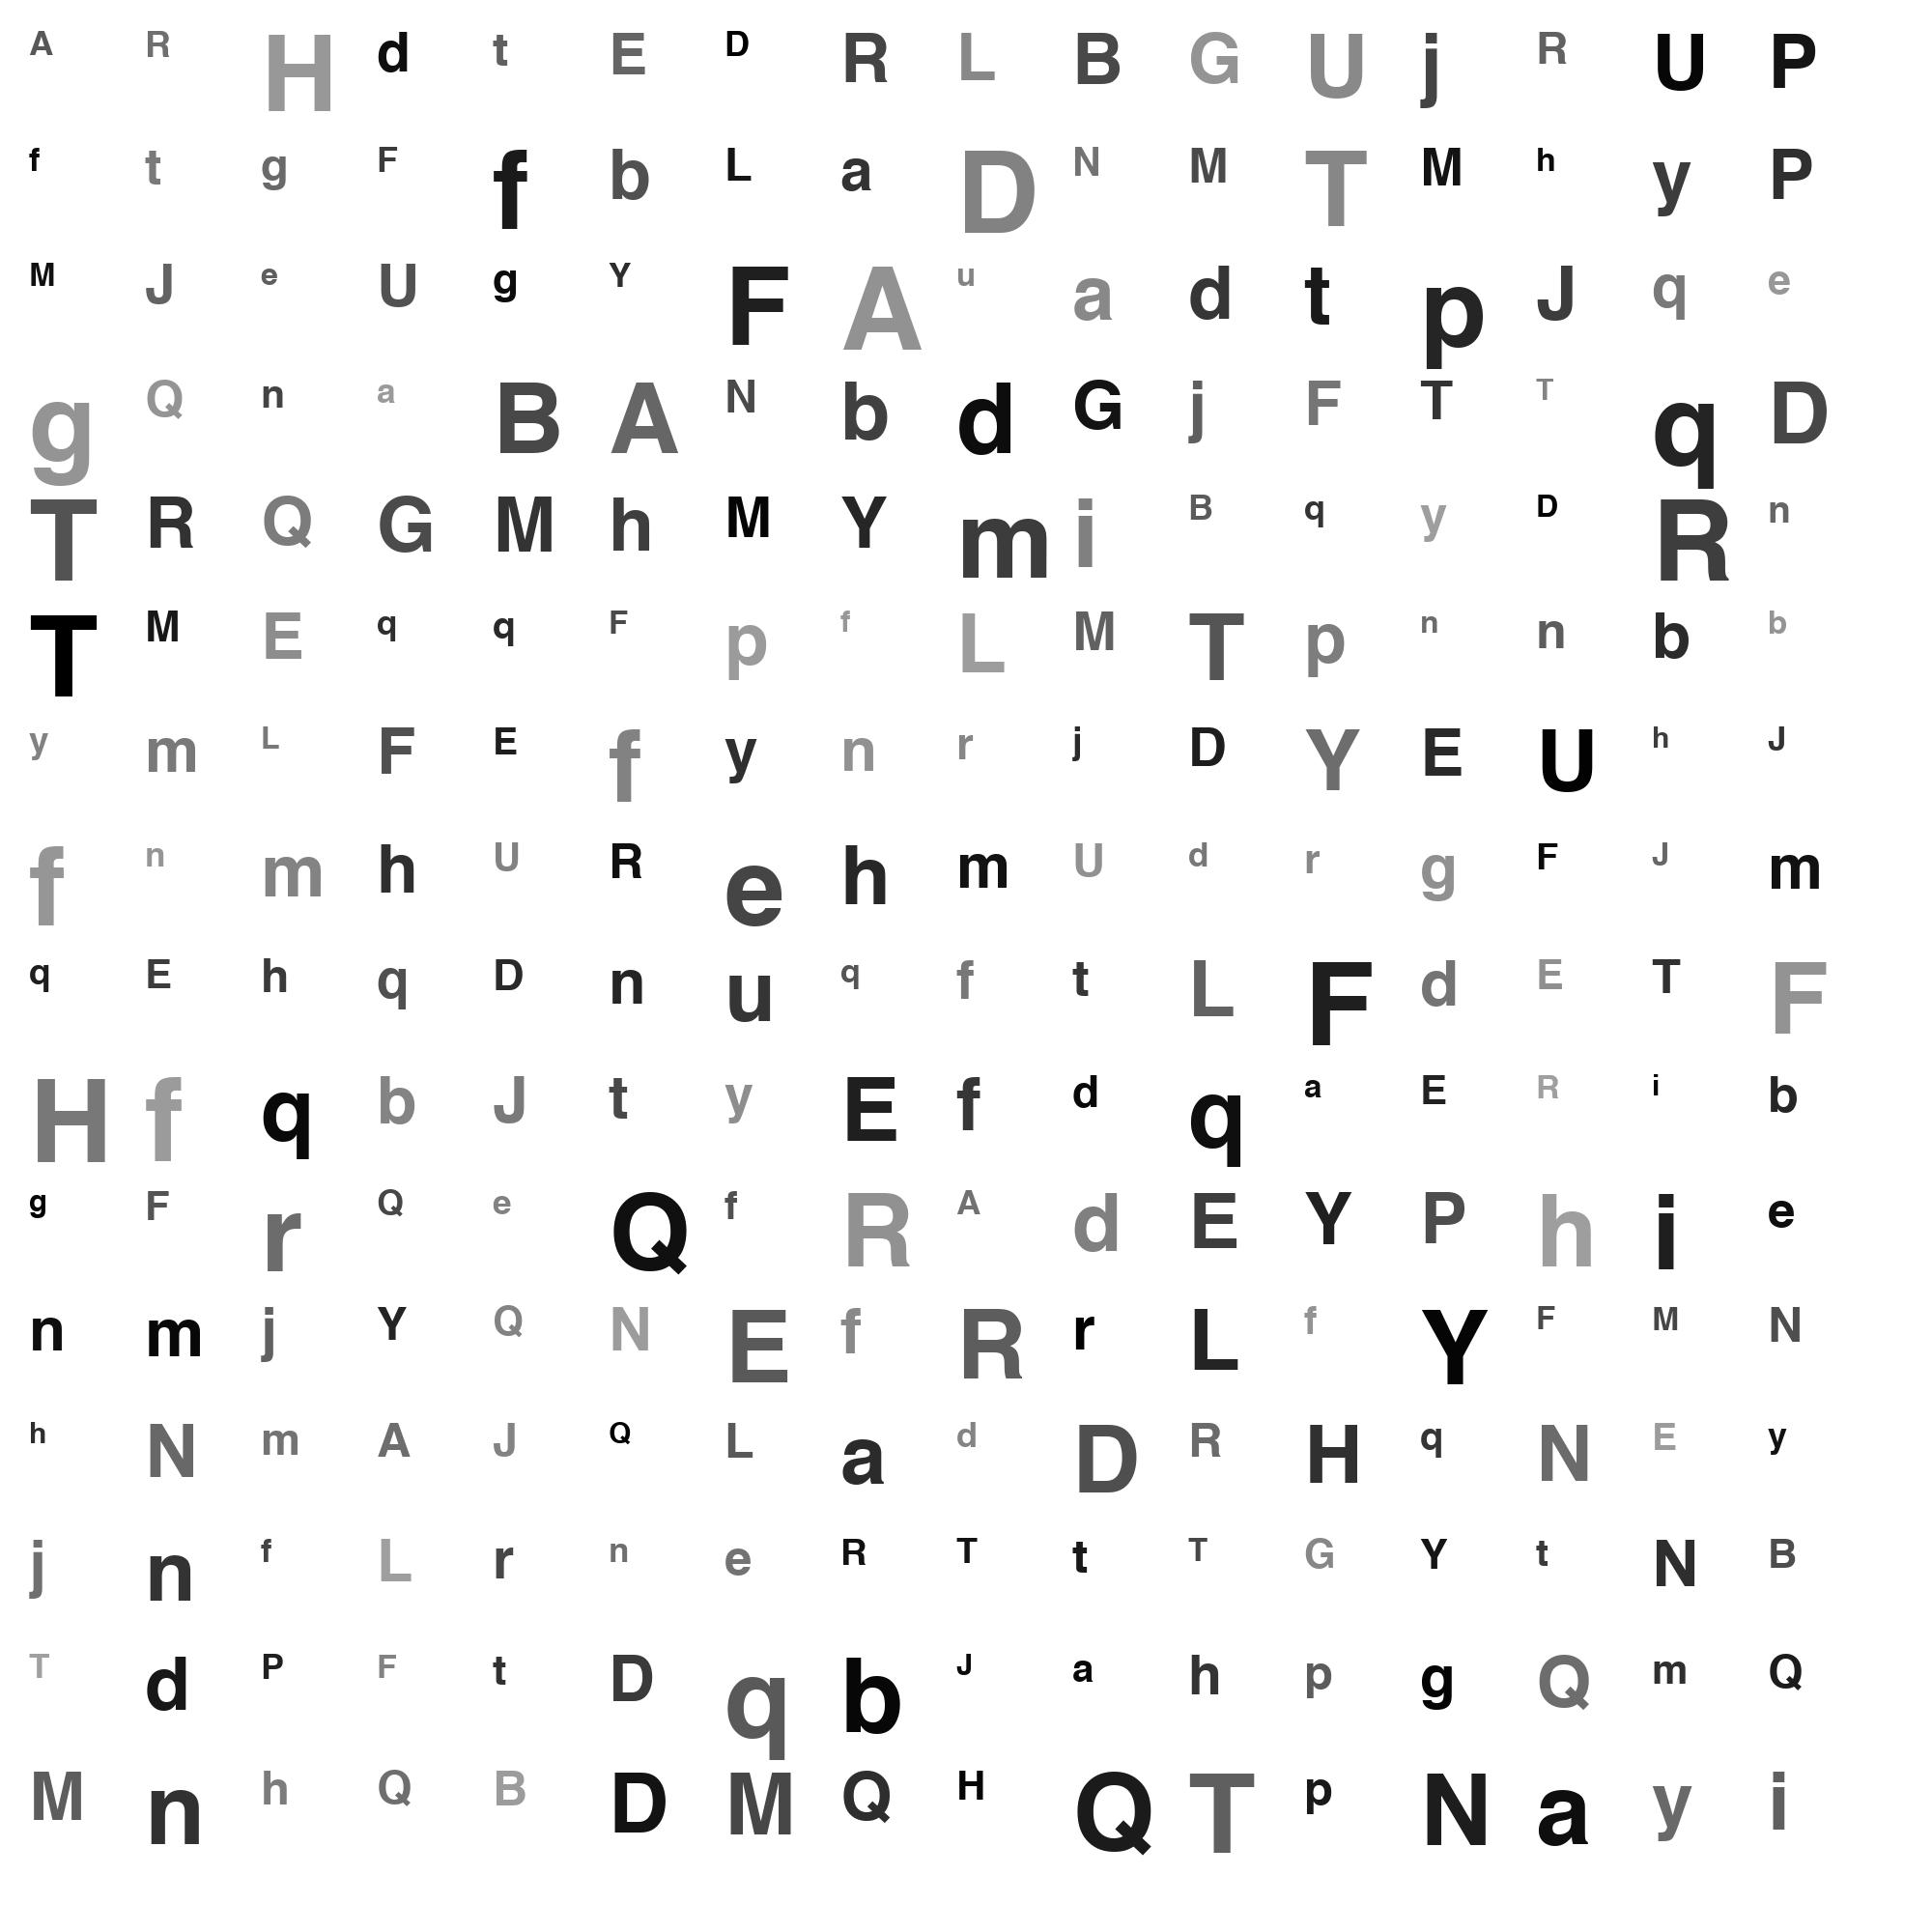 A R H d t E D R L B G U j R U P
f t g F f b L a D N M T M h y P
M J e U g Y F A u a d t p J q e
g Q n a B A N b d G j F T T q D
T R Q G M h M Y m i B q y D R n
T M E q q F p f L M T p n n b b
y m L F E f y n r j D Y E U h J
f n m h U R e h m U d r g F J m
q E h q D n u q f t L F d E T F
H f q b J t y E f d q a E R i b
g F r Q e Q f R A d E Y P h i e
n m j Y Q N E f R r L f Y F M N
h N m A J Q L a d D R H q N E y
j n f L r n e R T t T G Y t N B
T d P F t D q b J a h p g Q m Q
M n h Q B D M Q H Q T p N a y i